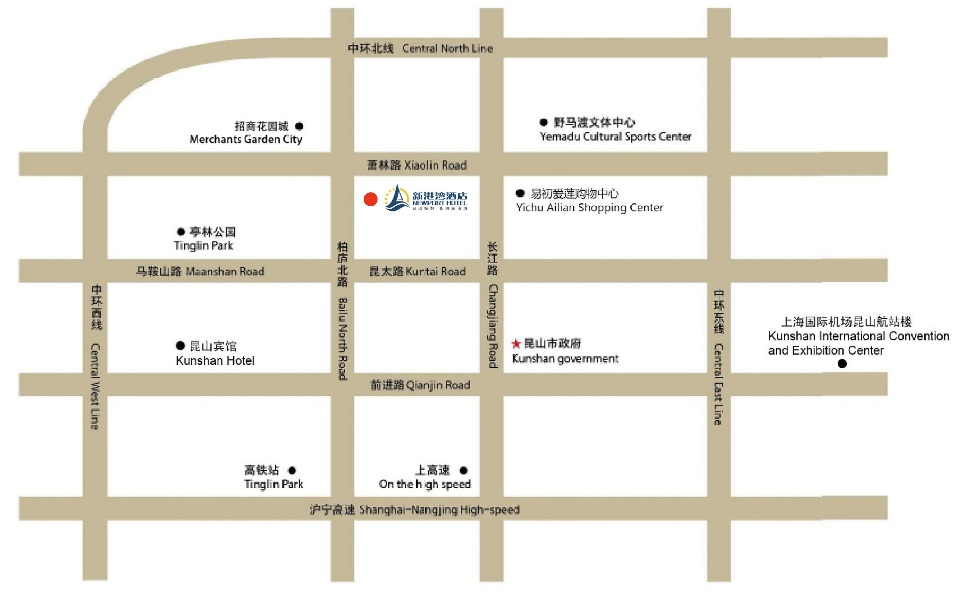 中环北线 Central North Line
招商花园城
Merchants Garden City
野马渡文体中心
Yemadu Cultural Sports Center
萧林路 Xiaolin Road
新港湾酒店
NEWPORT HOTEL
易初爱莲购物中心
Yichu Ailian Shopping Center
亭林公园
Tinglin Park
马鞍山路 Maanshan Road
柏庐北路 Bailu North Road
昆太路 Kuntai Road
长江路 Changjiang Road
中环西线 Central West Line
中环东线 Central East Line
昆山宾馆
Kunshan Hotel
昆山市政府
Kunshan government
上海国际机场昆山航站楼
Kunshan International Convention
and Exhibition Center
前进路 Qianjin Road
高铁站
Tinglin Park
上高速
On the high speed
沪宁高速 Shanghai-Nangjing High-speed